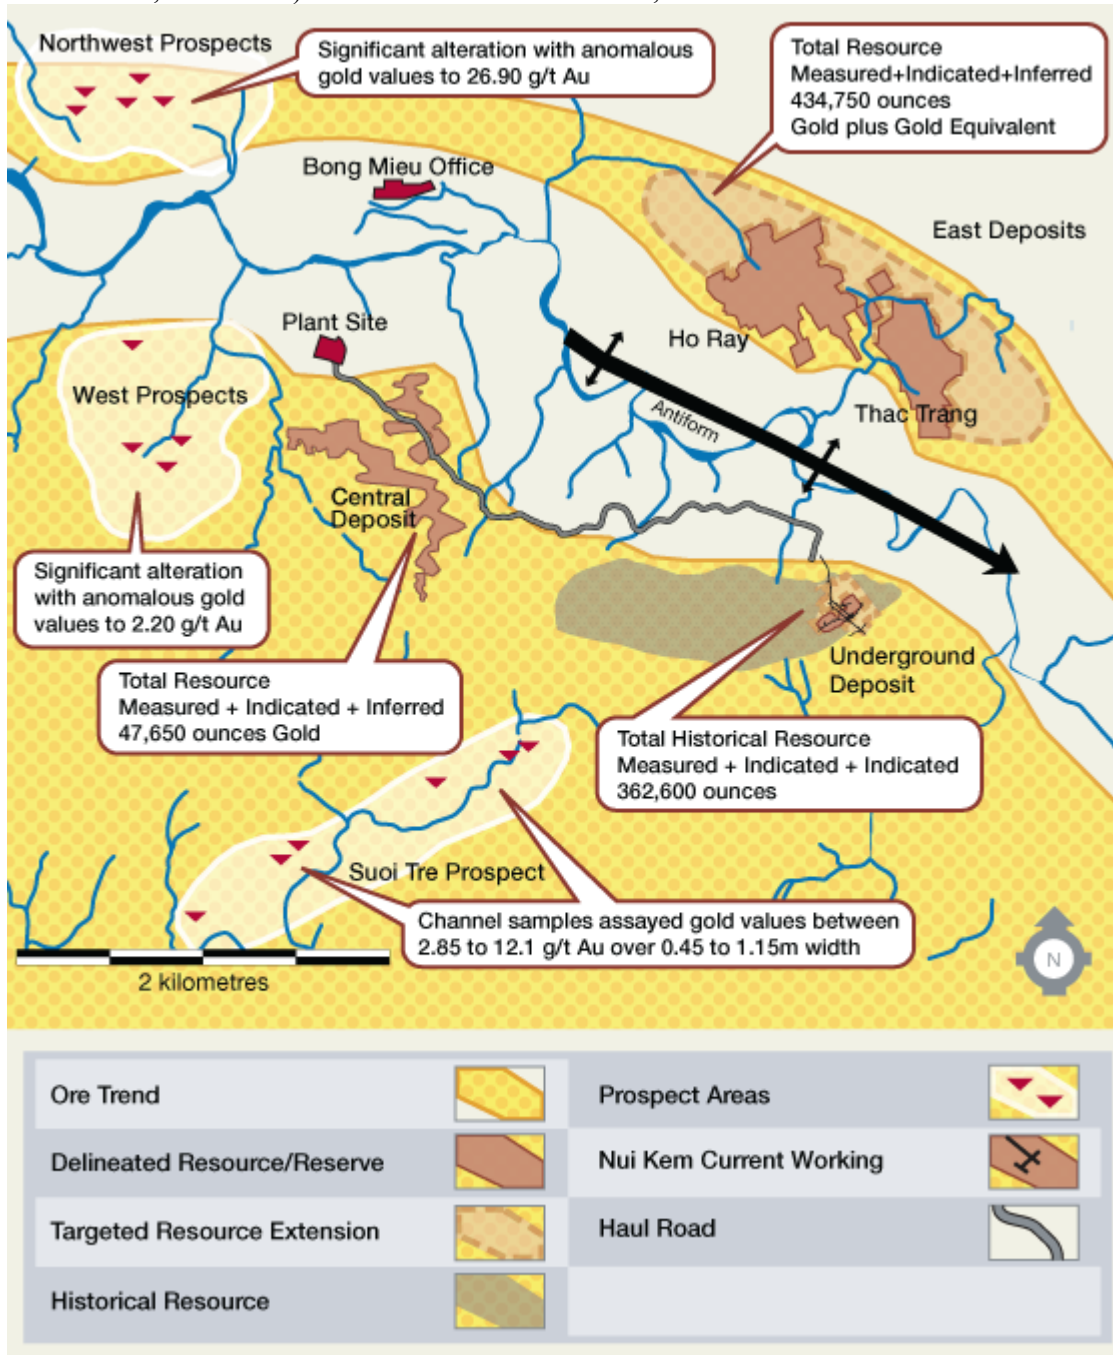 Northwest Prospects
Significant alteration with anomalous
gold values to 26.90 g/t Au
Total Resource
Measured+Indicated+Inferred
434,750 ounces
Gold plus Gold Equivalent
Bong Mieu Office
East Deposits
Plant Site
Ho Ray
West Prospects
Antiform
Thac Trang
Central
Deposit
Significant alteration
with anomalous gold
values to 2.20 g/t Au
Underground
Deposit
Total Resource
Measured + Indicated + Inferred
47,650 ounces Gold
Total Historical Resource
Measured + Indicated + Indicated
362,600 ounces
Suoi Tre Prospect
Channel samples assayed gold values between
2.85 to 12.1 g/t Au over 0.45 to 1.15m width
2 kilometres
N
Ore Trend
Prospect Areas
Delineated Resource/Reserve
Nui Kem Current Working
Targeted Resource Extension
Haul Road
Historical Resource